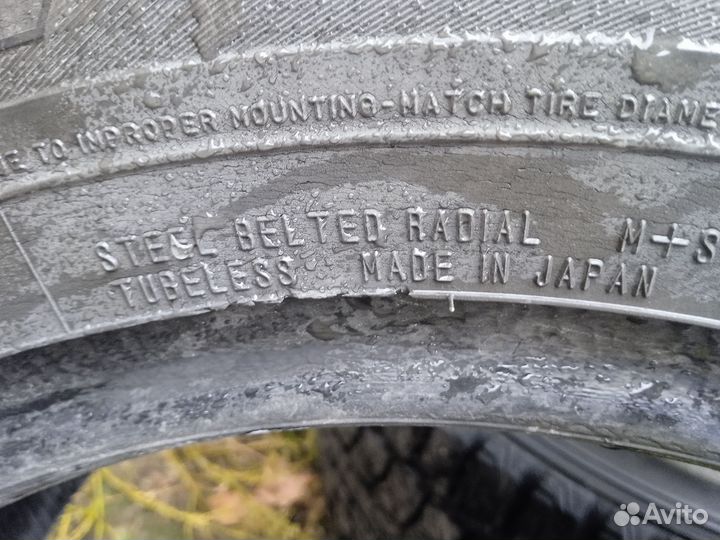 TO INPROPER MOUNTING-MATCH TIRE DIAME
STEEL BELTED RADIAL M+S
TUBELESS MADE IN JAPAN
Avito